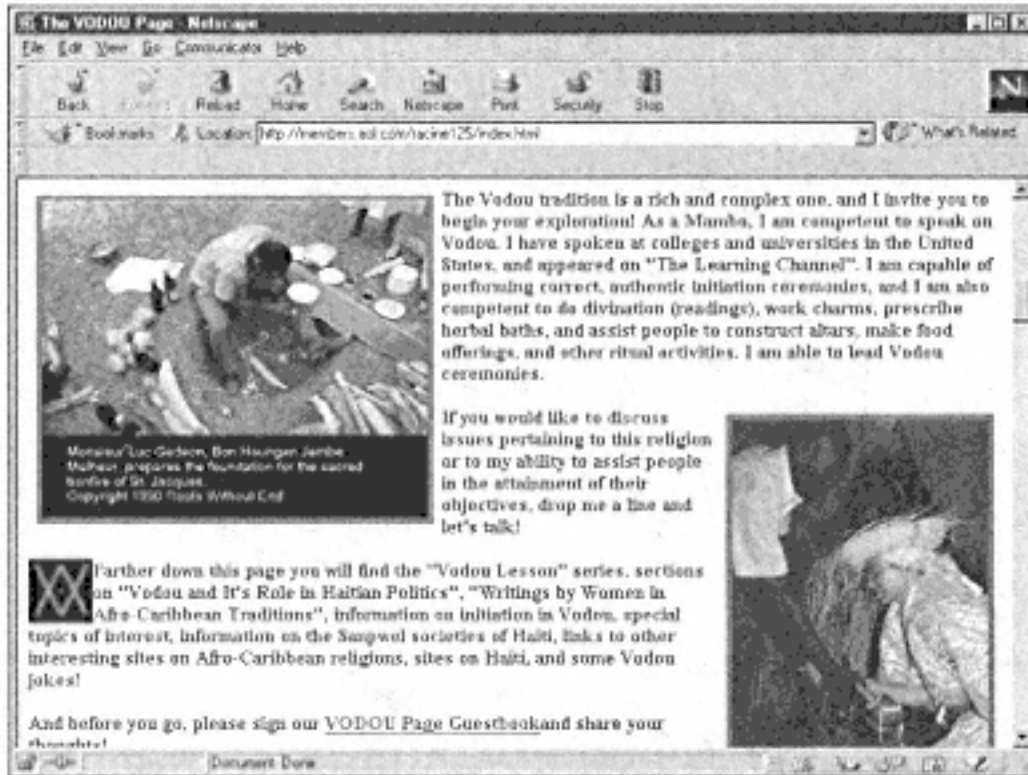 The VODOU Page - Netscape
File Edit View Go Communicator Help
Back Forward Reload Home Search Netscape Print Security Stop
Bookmarks Location: http://members.aol.com/racine125/index.html What's Related
The Vodou tradition is a rich and complex one, and I invite you to
begin your exploration! As a Mambo, I am competent to speak on
Vodou. I have spoken at colleges and universities in the United
States, and appeared on "The Learning Channel". I am capable of
performing correct, authentic initiation ceremonies, and I am also
competent to do divination (readings), work charms, prescribe
herbal baths, and assist people to construct altars, make food
offerings, and other ritual activities. I am able to lead Vodou
ceremonies.
Monsieur Luc Gedeon, Bon Houngan Jambe
Malheur, prepares the foundation for the sacred
bonfire of St. Jacques.
Copyright 1990 Roots Without End
If you would like to discuss
issues pertaining to this religion
or to my ability to assist people
in the attainment of their
objectives, drop me a line and
let's talk!
Farther down this page you will find the "Vodou Lesson" series, sections
on "Vodou and It's Role in Haitian Politics", "Writings by Women in
Afro-Caribbean Traditions", information on initiation in Vodou, special
topics of interest, information on the Sanpwel societies of Haiti, links to other
interesting sites on Afro-Caribbean religions, sites on Haiti, and some Vodou
jokes!
And before you go, please sign our VODOU Page Guestbookand share your
thoughts!
Document: Done